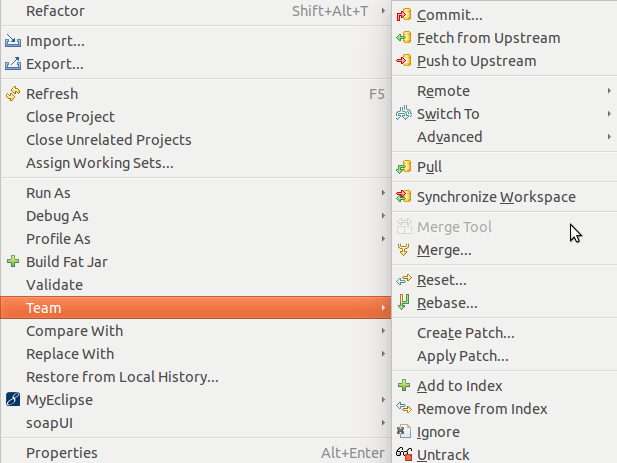 Refactor Shift+Alt+T
Import...
Export...
Refresh F5
Close Project
Close Unrelated Projects
Assign Working Sets...
Run As
Debug As
Profile As
Build Fat Jar
Validate
Team
Compare With
Replace With
Restore from Local History...
MyEclipse
soapUI
Properties Alt+Enter
Commit...
Fetch from Upstream
Push to Upstream
Remote
Switch To
Advanced
Pull
Synchronize Workspace
Merge Tool
Merge...
Reset...
Rebase...
Create Patch...
Apply Patch...
Add to Index
Remove from Index
Ignore
Untrack